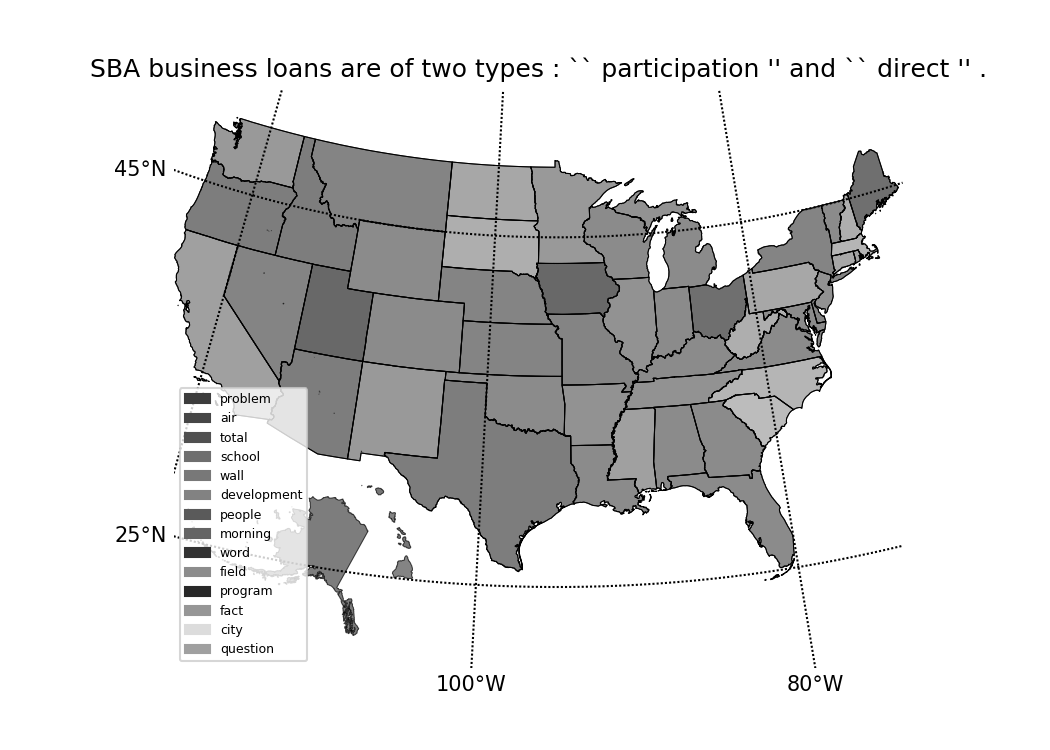 SBA business loans are of two types : `` participation '' and `` direct '' .
45°N
25°N
problem
air
total
school
wall
development
people
morning
word
field
program
fact
city
question
100°W
80°W